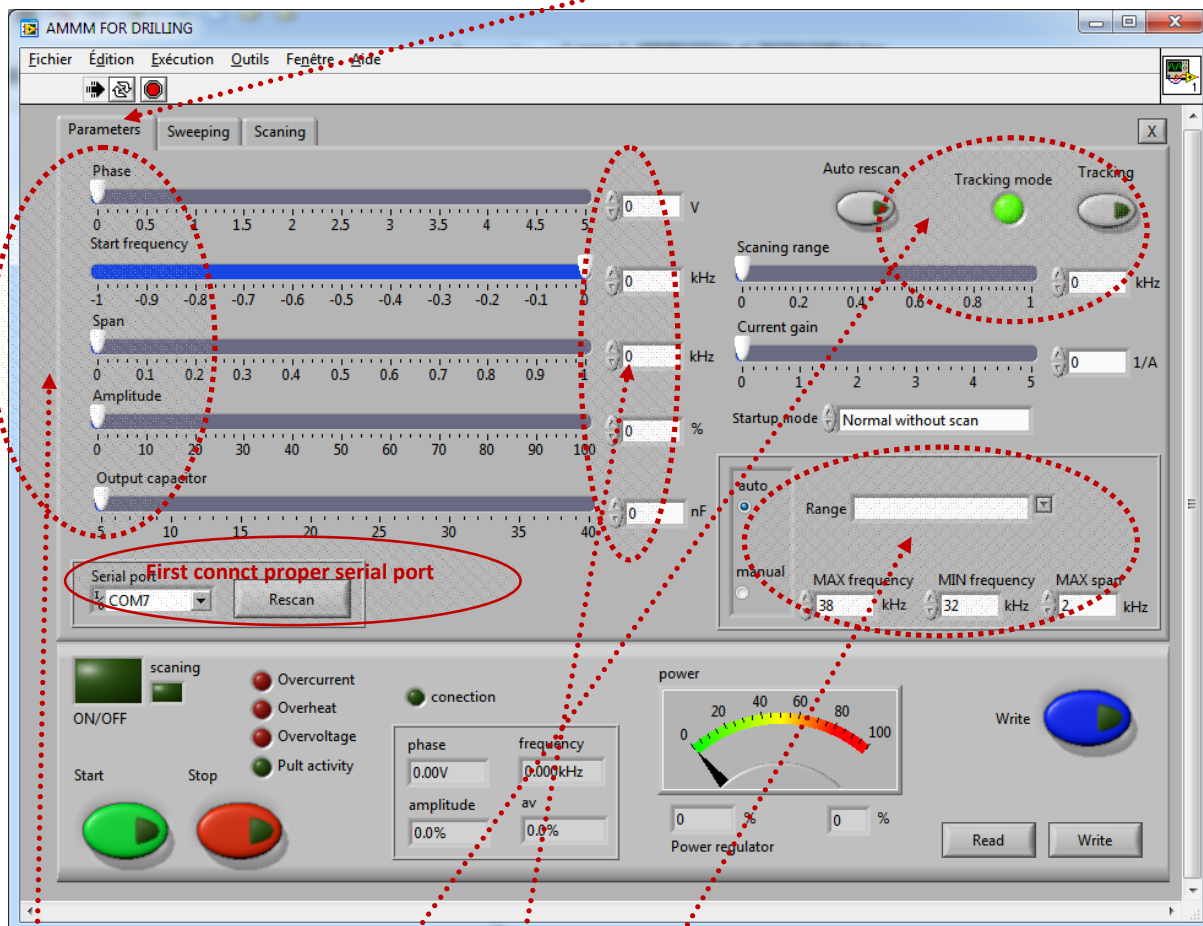 AMMM FOR DRILLING
Fichier Édition Exécution Outils Fenêtre Aide
1
Parameters Sweeping Scaning X
Phase
0 0.5 1 1.5 2 2.5 3 3.5 4 4.5 5
0 V
Start frequency
-1 -0.9 -0.8 -0.7 -0.6 -0.5 -0.4 -0.3 -0.2 -0.1 0
0 kHz
Span
0 0.1 0.2 0.3 0.4 0.5 0.6 0.7 0.8 0.9 1
0 kHz
Amplitude
0 10 20 30 40 50 60 70 80 90 100
0 %
Output capacitor
5 10 15 20 25 30 35 40
0 nF
Auto rescan Tracking mode Tracking
Scaning range
0 0.2 0.4 0.6 0.8 1
0 kHz
Current gain
0 1 2 3 4 5
0 1/A
Startup mode Normal without scan
auto
Range
manual
MAX frequency MIN frequency MAX span
38 kHz 32 kHz 2 kHz
First connct proper serial port
Serial port
COM7 Rescan
scaning
ON/OFF
Overcurrent
Overheat
Overvoltage
Pult activity
Start Stop
conection
phase frequency
0.00V 0.000kHz
amplitude av
0.0% 0.0%
power
0 20 40 60 80 100
0 % 0 %
Power regulator
Write
Read Write